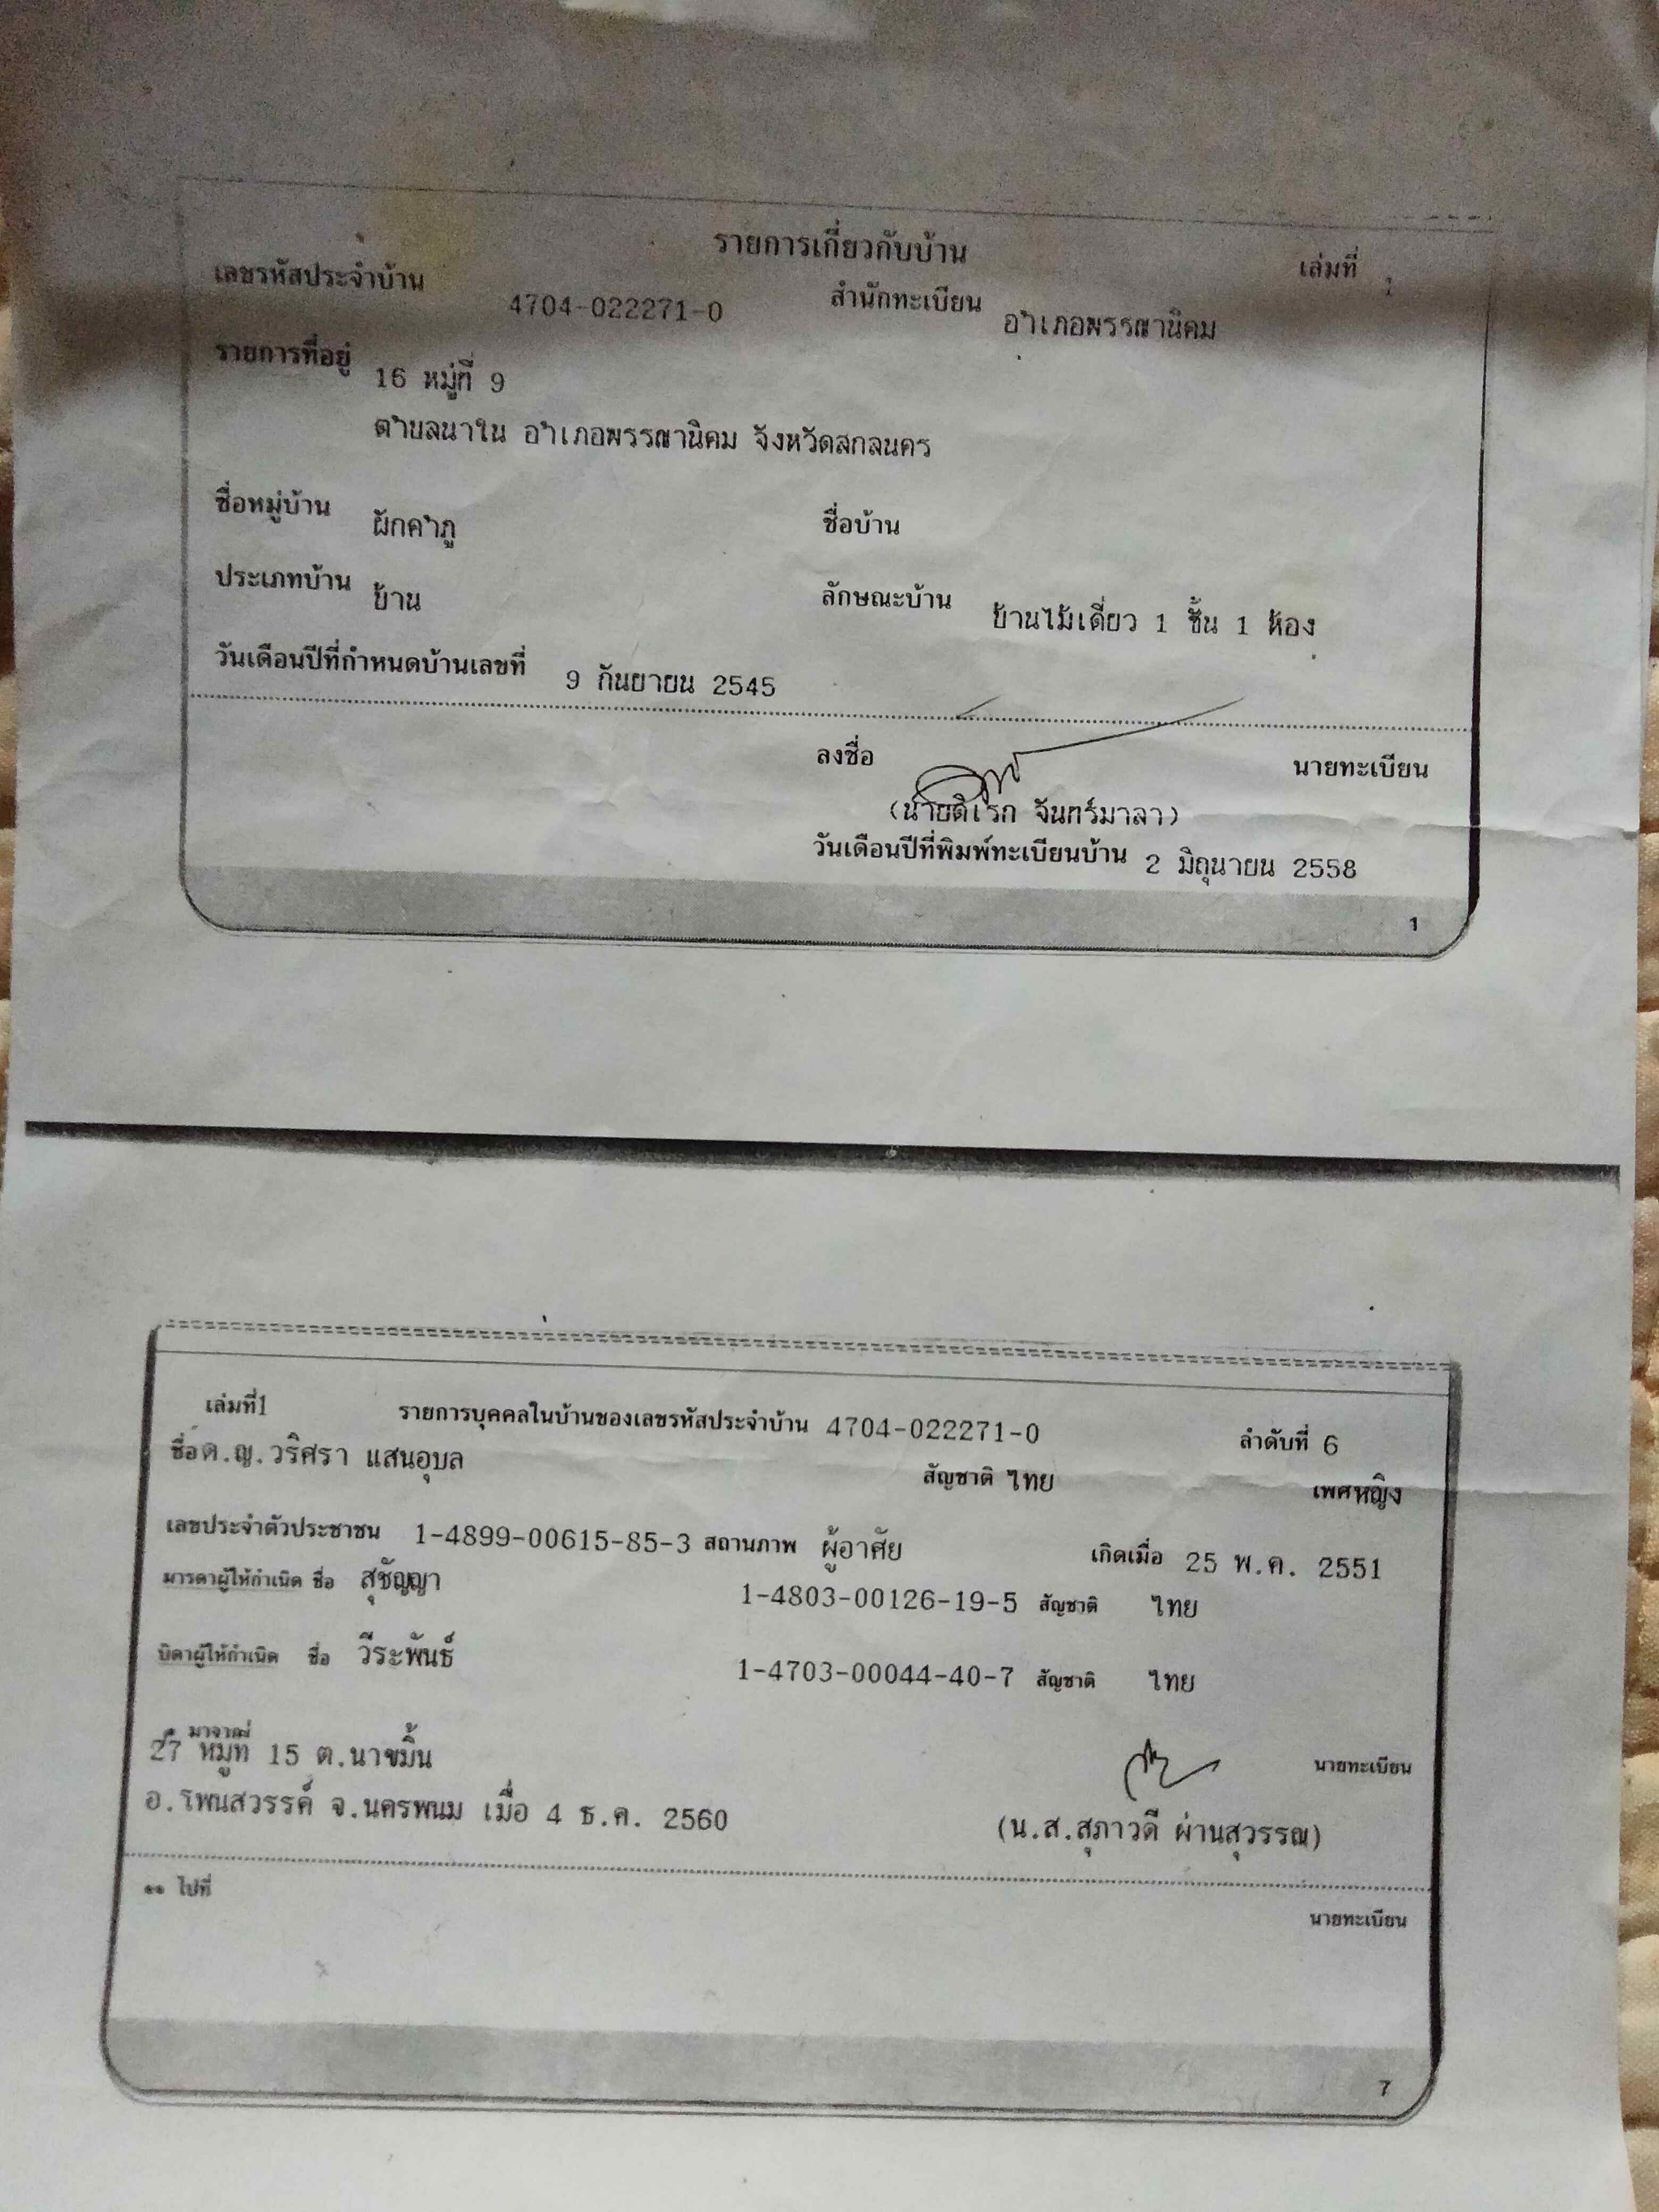 รายการเกี่ยวกับบ้าน เล่มที่ 1
เลขรหัสประจำบ้าน 4704-022271-0 สำนักทะเบียน อำเภอพรรณานิคม
รายการที่อยู่ 16 หมู่ที่ 9
ตำบลนาใน อำเภอพรรณานิคม จังหวัดสกลนคร
ชื่อหมู่บ้าน ผักคำภู ชื่อบ้าน
ประเภทบ้าน บ้าน ลักษณะบ้าน บ้านไม้เดี่ยว 1 ชั้น 1 ห้อง
วันเดือนปีที่กำหนดบ้านเลขที่ 9 กันยายน 2545
ลงชื่อ นายทะเบียน
(นายดิเรก จันทร์มาลา)
วันเดือนปีที่พิมพ์ทะเบียนบ้าน 2 มิถุนายน 2558
1
เล่มที่1 รายการบุคคลในบ้านของเลขรหัสประจำบ้าน 4704-022271-0 ลำดับที่ 6
ชื่อด.ญ.วริศรา แสนอุบล สัญชาติ ไทย เพศหญิง
เลขประจำตัวประชาชน 1-4899-00615-85-3 สถานภาพ ผู้อาศัย เกิดเมื่อ 25 พ.ค. 2551
มารดาผู้ให้กำเนิด ชื่อ สุชัญญา 1-4803-00126-19-5 สัญชาติ ไทย
บิดาผู้ให้กำเนิด ชื่อ วีระพันธ์ 1-4703-00044-40-7 สัญชาติ ไทย
มาจากที่
27 หมู่ที่ 15 ต.นาขมิ้น นายทะเบียน
อ.โพนสวรรค์ จ.นครพนม เมื่อ 4 ธ.ค. 2560 (น.ส.สุภาวดี ผ่านสุวรรณ)
** ไปที่
นายทะเบียน
7